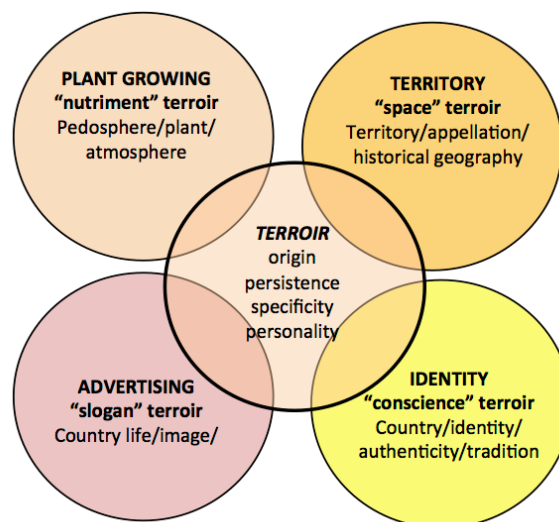 PLANT GROWING
“nutriment” terroir
Pedosphere/plant/
atmosphere
TERRITORY
“space” terroir
Territory/appellation/
historical geography
TERROIR
origin
persistence
specificity
personality
ADVERTISING
“slogan” terroir
Country life/image/
IDENTITY
“conscience” terroir
Country/identity/
authenticity/tradition